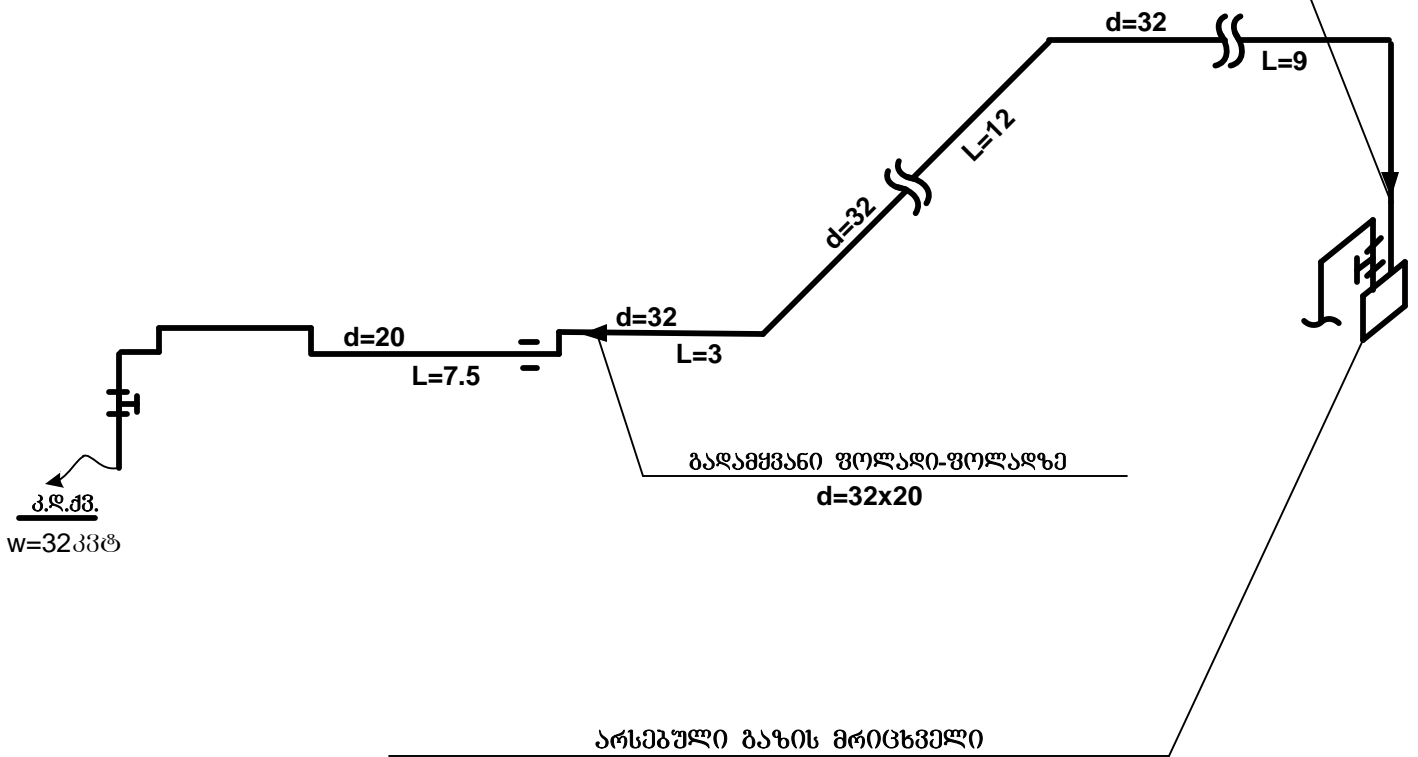 d=32
L=9
L=12
d=32
d=32
L=3
d=20
L=7.5
გადამყვანი ფოლადი-ფოლადზე
d=32x20
კ.დ.ქვ.
w=32კვტ
არსებული გაზის მრიცხველი